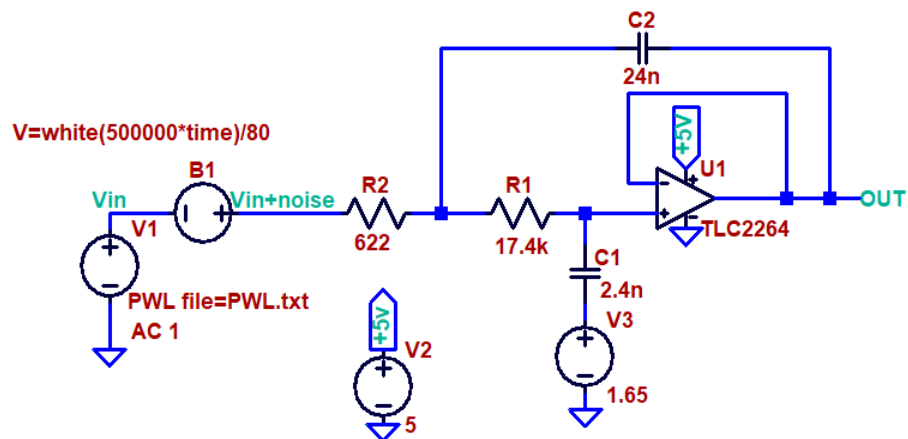 C2
24n
V=white(500000*time)/80
B1
+5V
U1
Vin
Vin+noise
R2
R1
OUT
V1
622
17.4k
TLC2264
C1
2.4n
PWL file=PWL.txt
AC 1
+5v
V2
V3
1.65
5